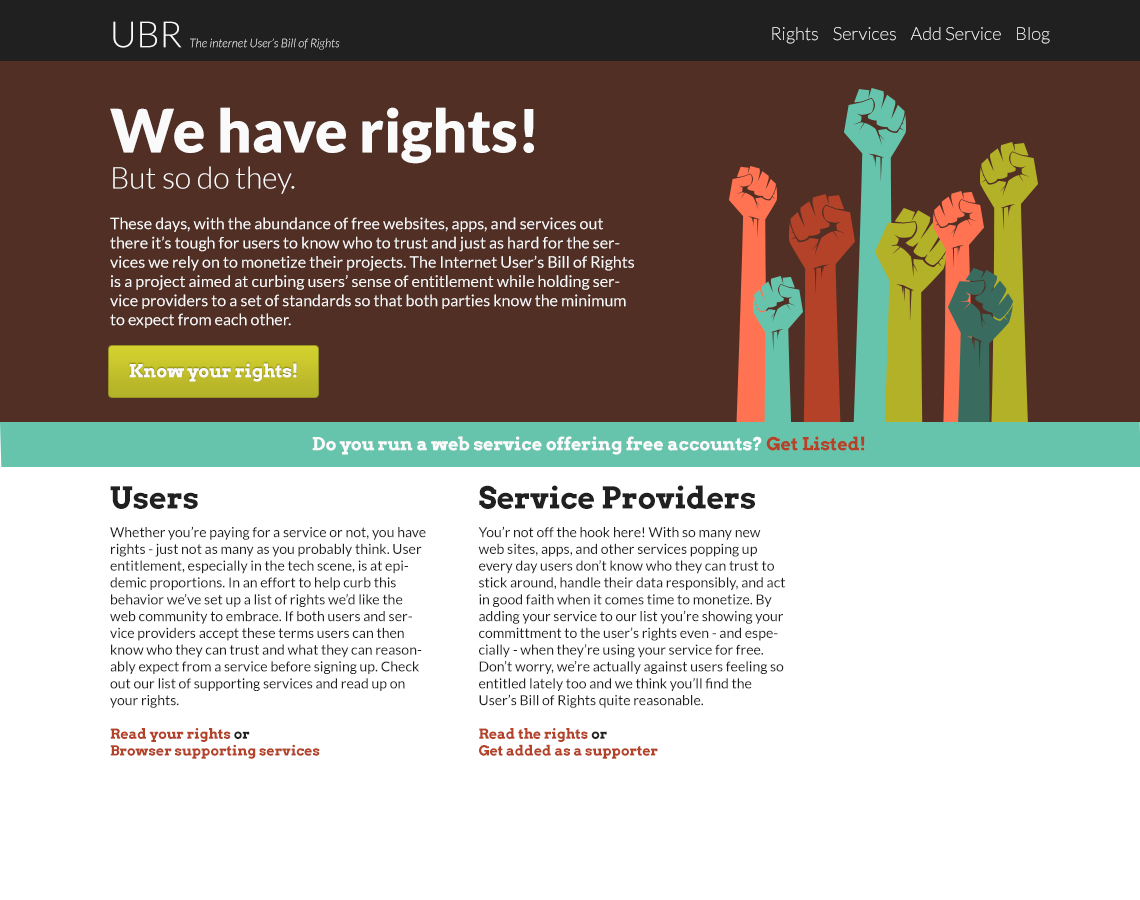 UBR The internet User's Bill of Rights
Rights Services Add Service Blog
We have rights!
But so do they.
These days, with the abundance of free websites, apps, and services out
there it's tough for users to know who to trust and just as hard for the ser-
vices we rely on to monetize their projects. The Internet User's Bill of Rights
is a project aimed at curbing users' sense of entitlement while holding ser-
vice providers to a set of standards so that both parties know the minimum
to expect from each other.
Know your rights!
Do you run a web service offering free accounts? Get Listed!
Users
Whether you're paying for a service or not, you have
rights - just not as many as you probably think. User
entitlement, especially in the tech scene, is at epi-
demic proportions. In an effort to help curb this
behavior we've set up a list of rights we'd like the
web community to embrace. If both users and ser-
vice providers accept these terms users can then
know who they can trust and what they can reason-
ably expect from a service before signing up. Check
out our list of supporting services and read up on
your rights.
Read your rights or
Browser supporting services
Service Providers
You'r not off the hook here! With so many new
web sites, apps, and other services popping up
every day users don't know who they can trust to
stick around, handle their data responsibly, and act
in good faith when it comes time to monetize. By
adding your service to our list you're showing your
committment to the user's rights even - and espe-
cially - when they're using your service for free.
Don't worry, we're actually against users feeling so
entitled lately too and we think you'll find the
User's Bill of Rights quite reasonable.
Read the rights or
Get added as a supporter